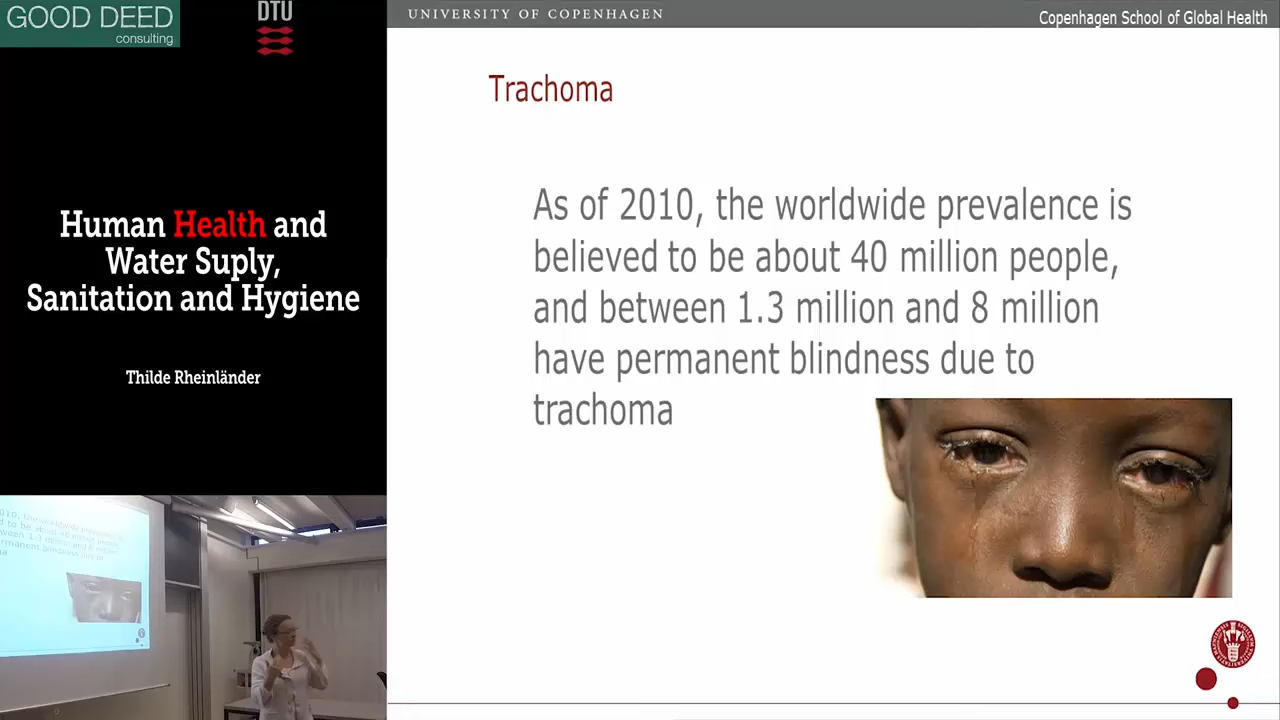 GOOD DEED
consulting
DTU
Human Health and
Water Suply,
Sanitation and Hygiene
Thilde Rheinländer
UNIVERSITY OF COPENHAGEN
Copenhagen School of Global Health
Trachoma
As of 2010, the worldwide prevalence is
believed to be about 40 million people,
and between 1.3 million and 8 million
have permanent blindness due to
trachoma